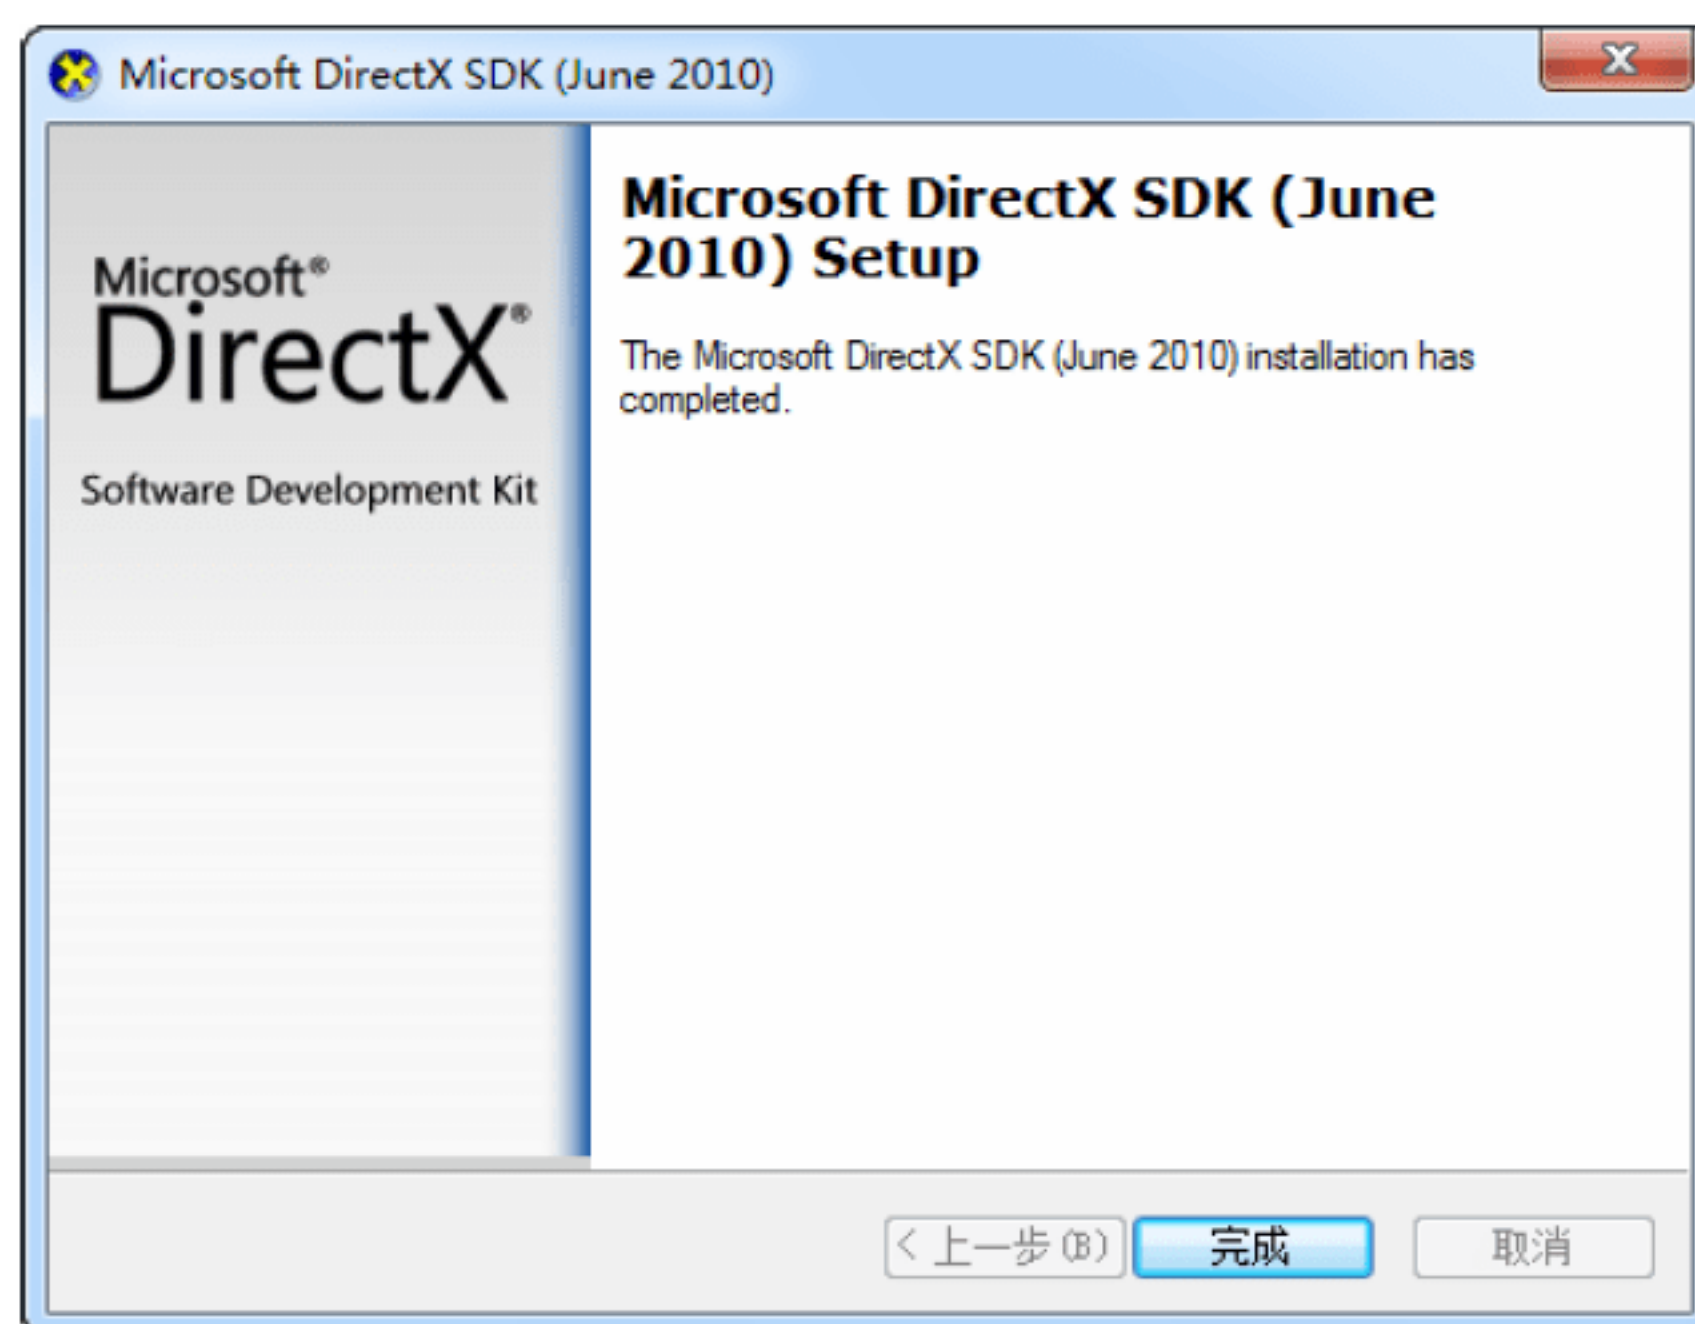 Microsoft DirectX SDK (June 2010)
Microsoft®
DirectX®
Software Development Kit
Microsoft DirectX SDK (June
2010) Setup
The Microsoft DirectX SDK (June 2010) installation has
completed.
< 上一步(B) 完成 取消